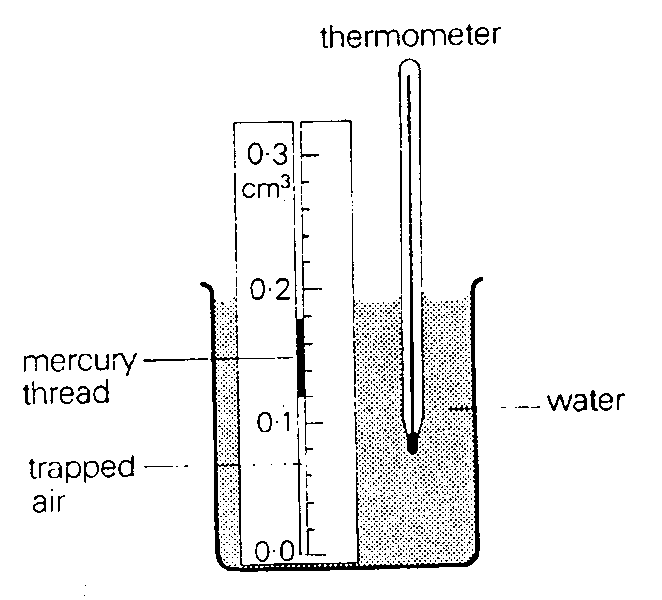 thermometer
0·3
cm³
0·2
mercury
thread
0·1
water
trapped
air
0·0